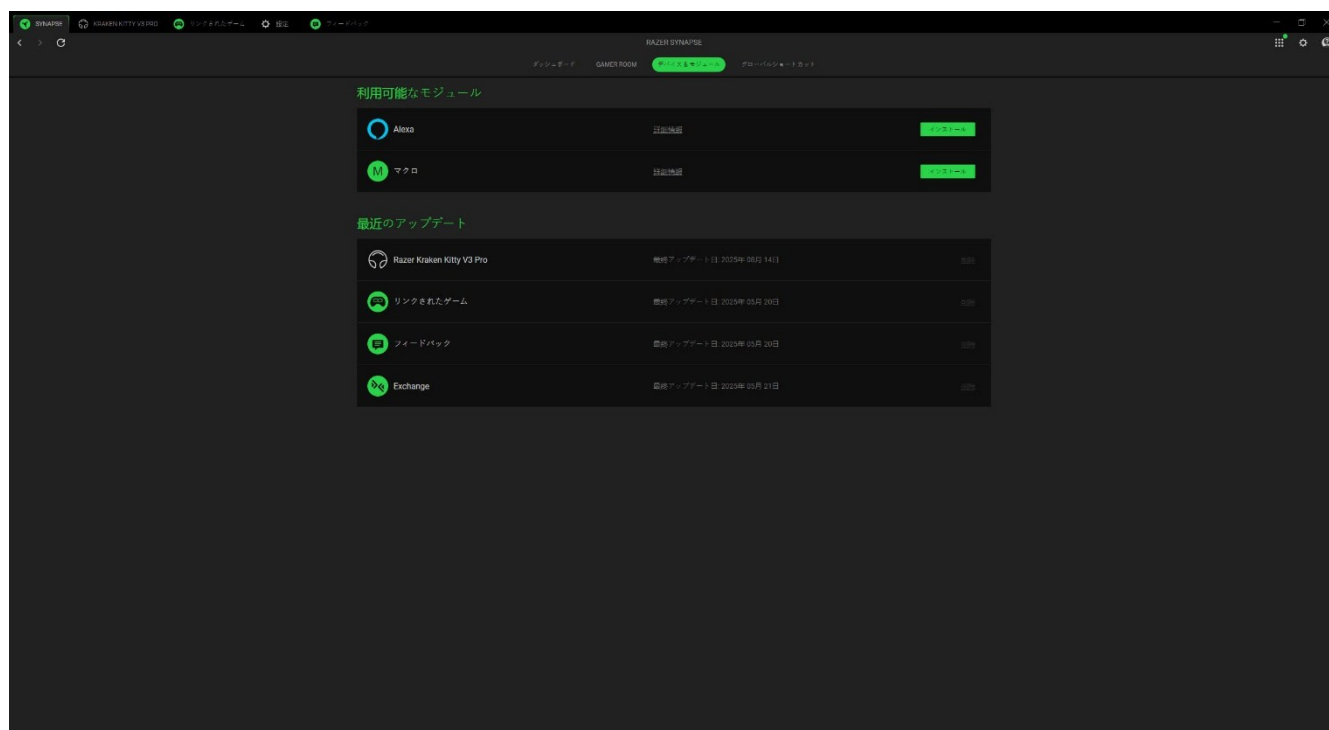 SYNAPSE KRAKEN KITTY V3 PRO リンクされたゲーム 設定 フィードバック
RAZER SYNAPSE
ダッシュボード GAMER ROOM デバイス&モジュール グローバルショートカット
利用可能なモジュール
Alexa 詳細情報 インストール
M マクロ 詳細情報 インストール
最近のアップデート
Razer Kraken Kitty V3 Pro 最終アップデート日: 2025年 08月 14日
リンクされたゲーム 最終アップデート日: 2025年 05月 20日
フィードバック 最終アップデート日: 2025年 05月 20日
Exchange 最終アップデート日: 2025年 05月 21日